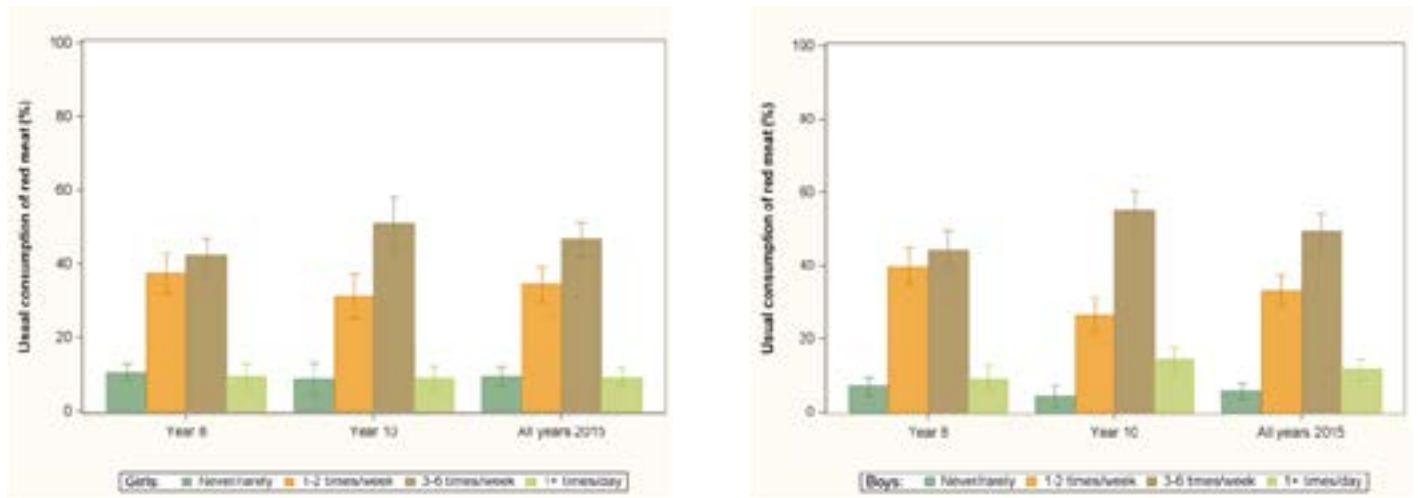 Usual consumption of red meat (%)
100
80
60
40
20
0
Year 8
Year 10
All years 2015
Girls: Never/rarely 1-2 times/week 3-6 times/week 1+ times/day
Usual consumption of red meat (%)
100
80
60
40
20
0
Year 8
Year 10
All years 2015
Boys: Never/rarely 1-2 times/week 3-6 times/week 1+ times/day